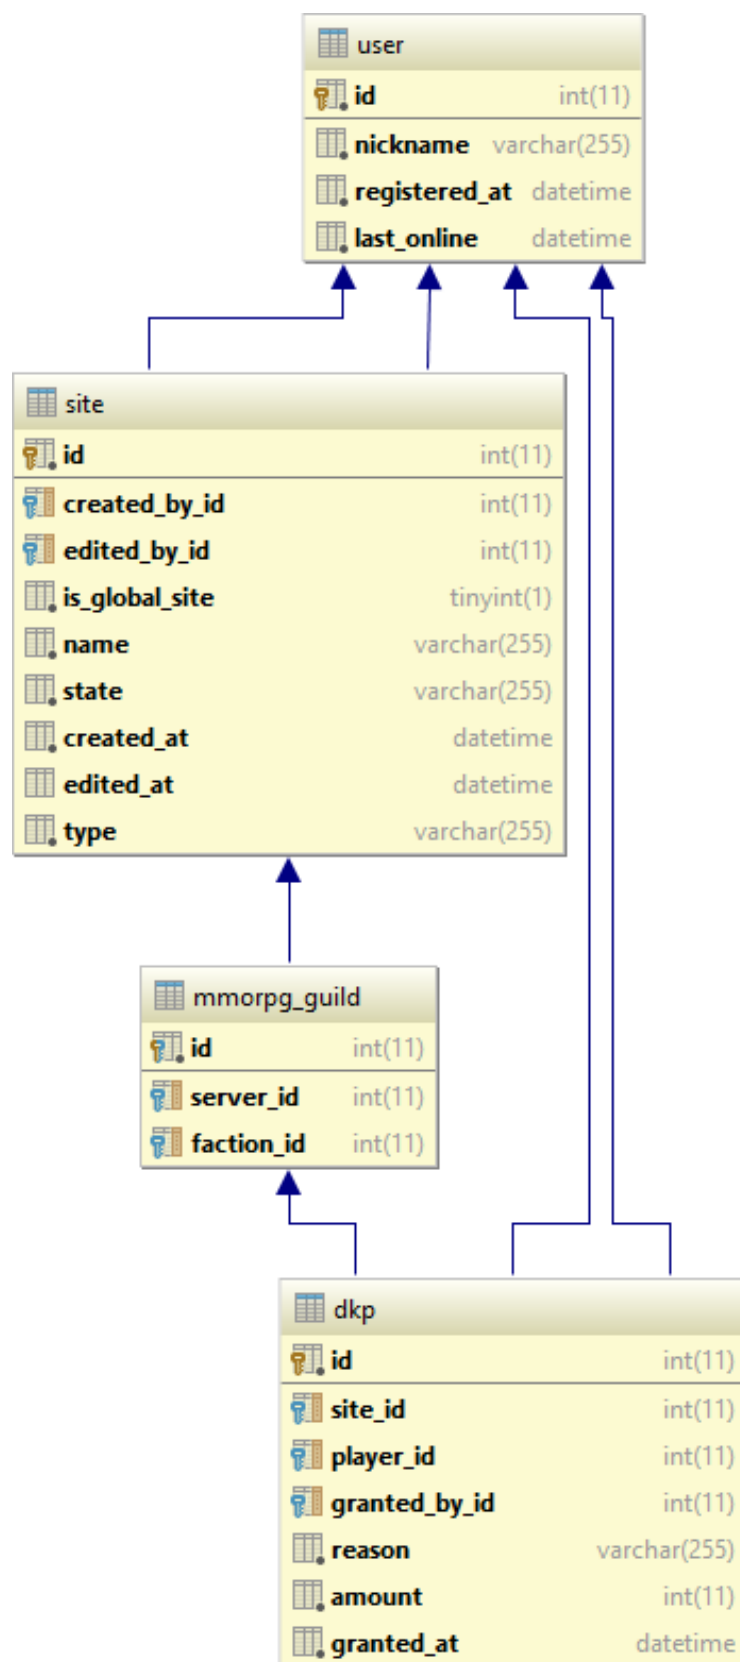 user
id int(11)
nickname varchar(255)
registered_at datetime
last_online datetime
site
id int(11)
created_by_id int(11)
edited_by_id int(11)
is_global_site tinyint(1)
name varchar(255)
state varchar(255)
created_at datetime
edited_at datetime
type varchar(255)
mmorpg_guild
id int(11)
server_id int(11)
faction_id int(11)
dkp
id int(11)
site_id int(11)
player_id int(11)
granted_by_id int(11)
reason varchar(255)
amount int(11)
granted_at datetime